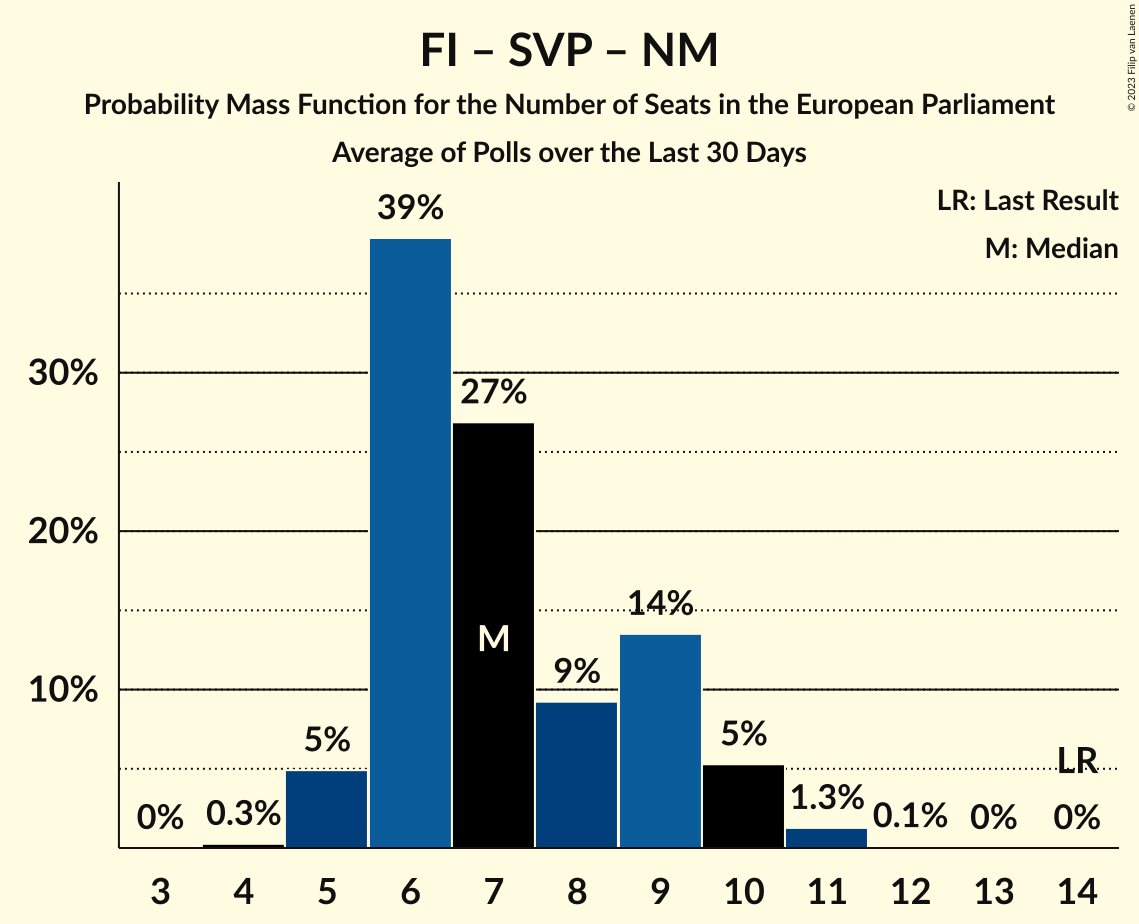 FI – SVP – NM
Probability Mass Function for the Number of Seats in the European Parliament
Average of Polls over the Last 30 Days
© 2023 Filip van Laenen
LR: Last Result
M: Median
39%
30%
27%
20%
14%
M
9%
10%
5%
5%
LR
1.3%
0%
0.3%
0.1%
0%
0%
3 4 5 6 7 8 9 10 11 12 13 14